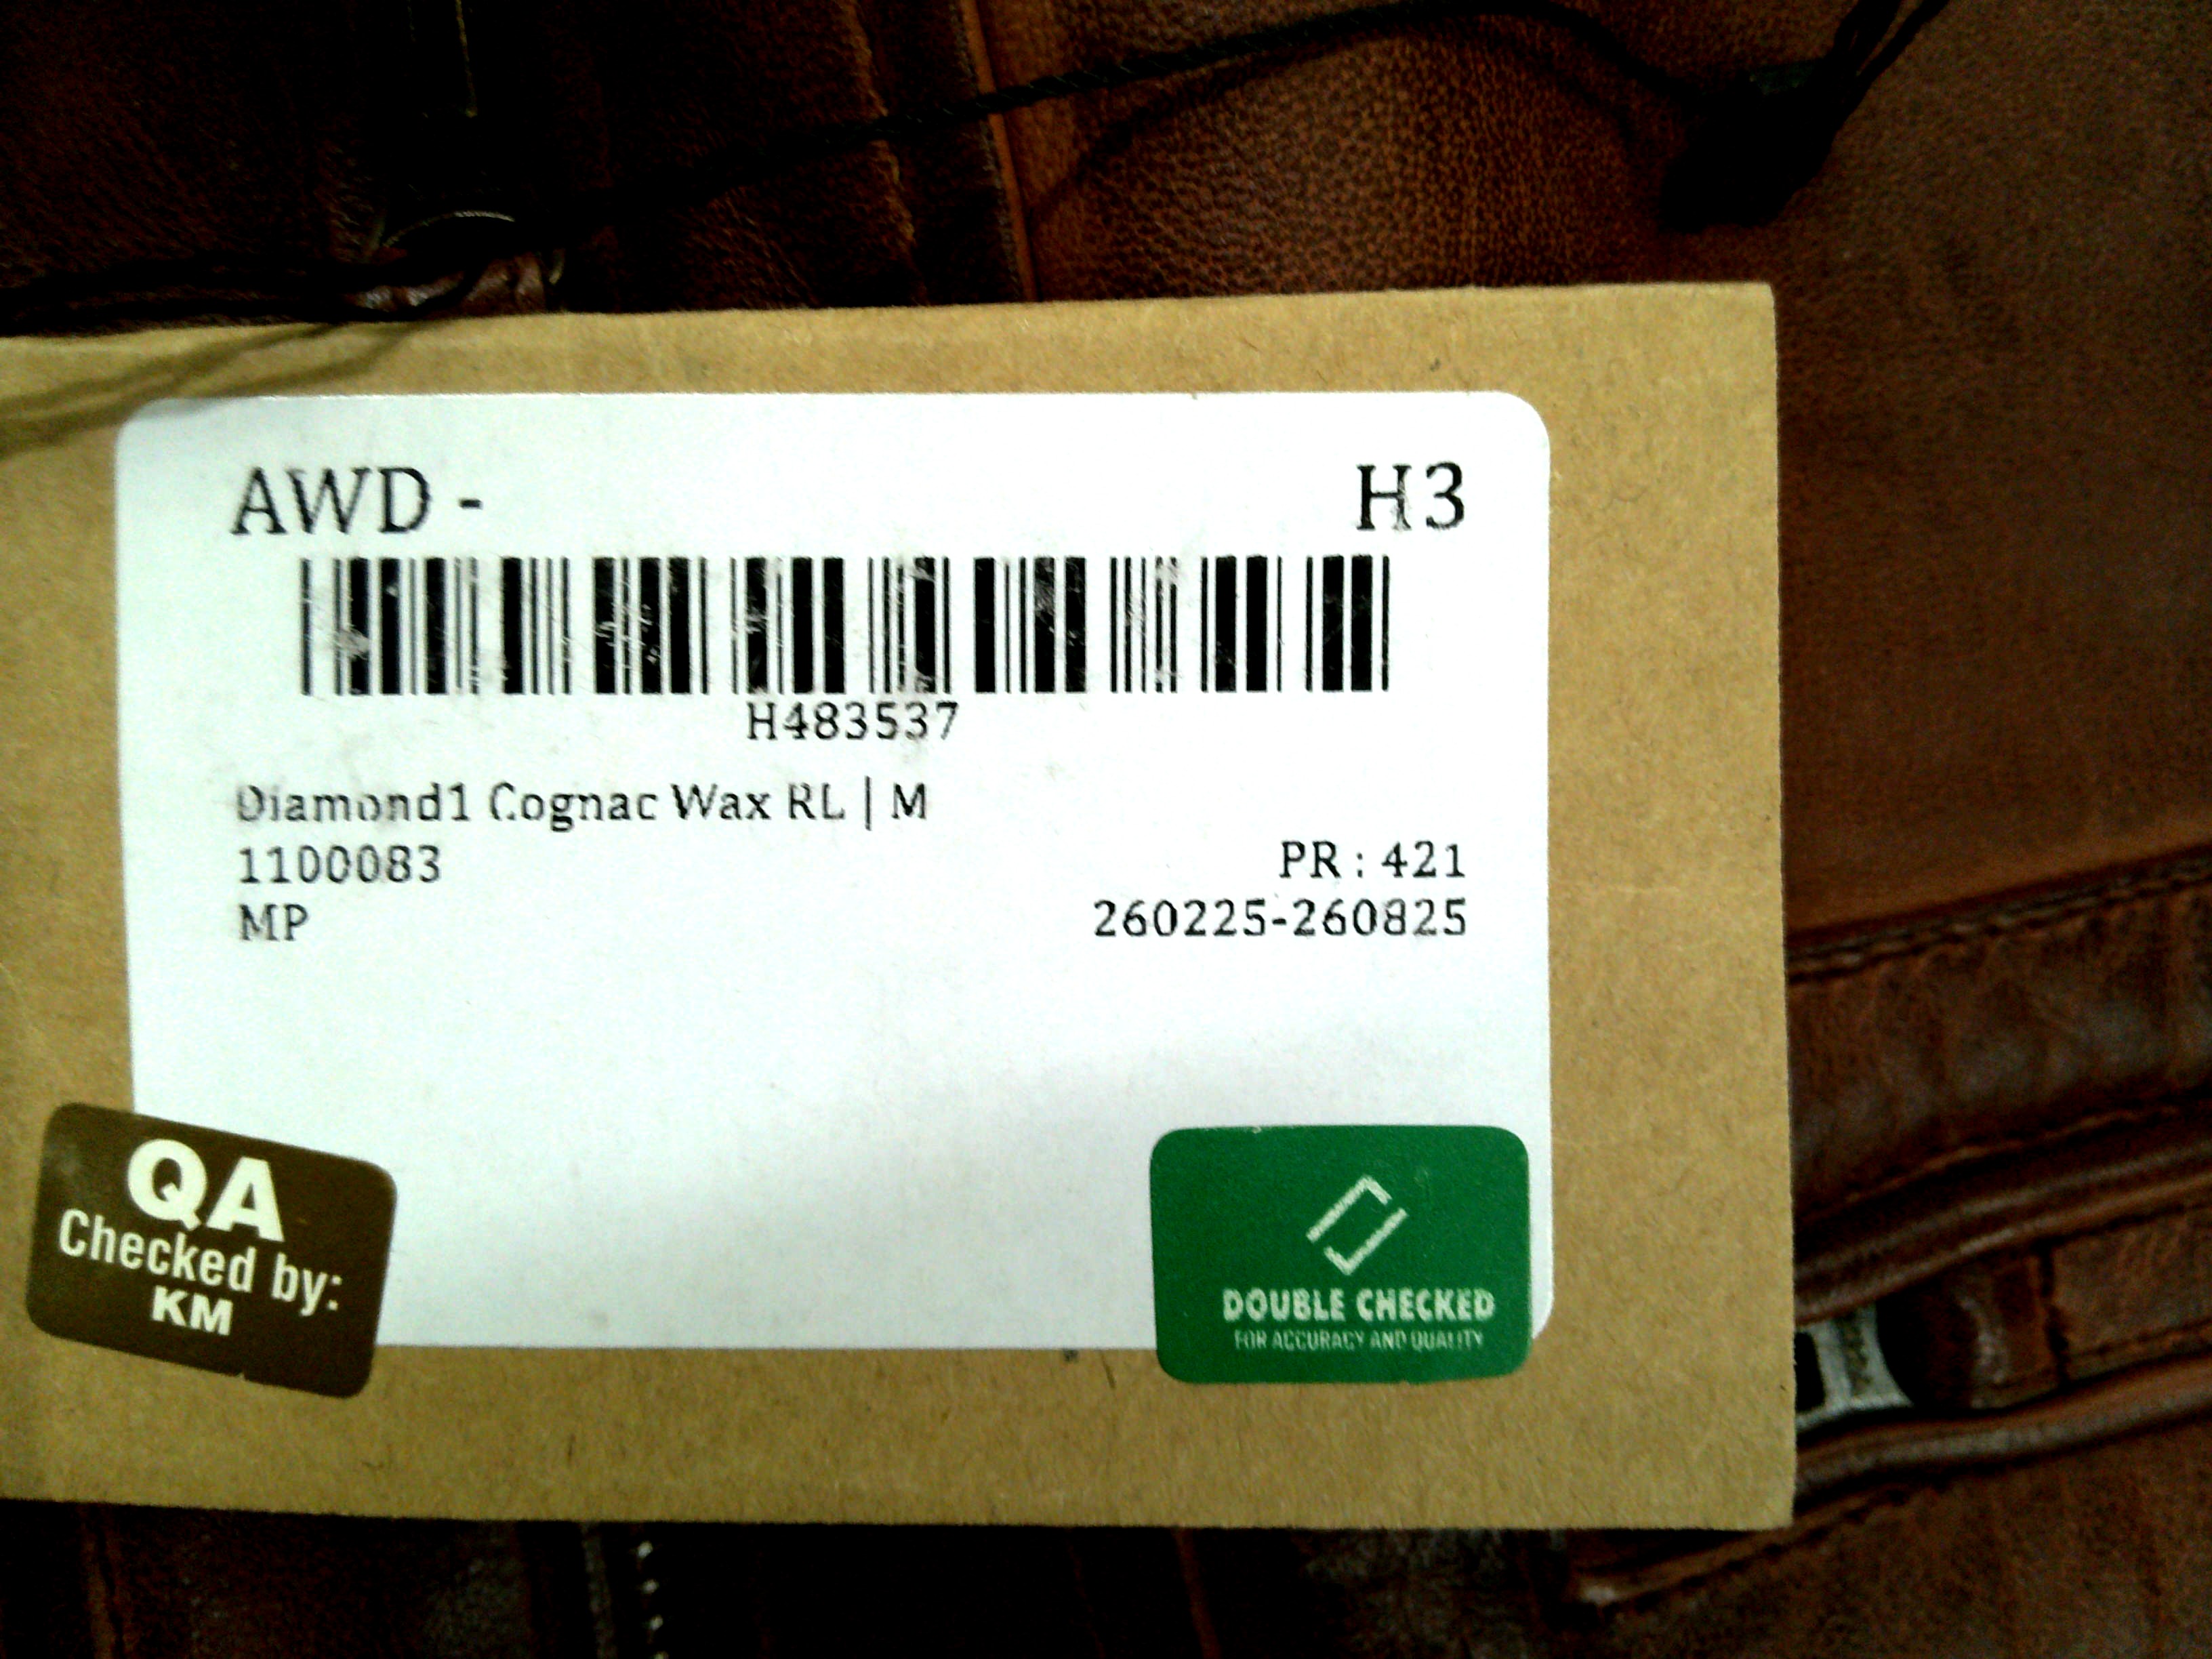 AWD - H3
H483537
Diamond1 Cognac Wax RL | M
1100083 PR : 421
MP 260225-260825
QA
Checked by:
KM
DOUBLE CHECKED
FOR ACCURACY AND QUALITY